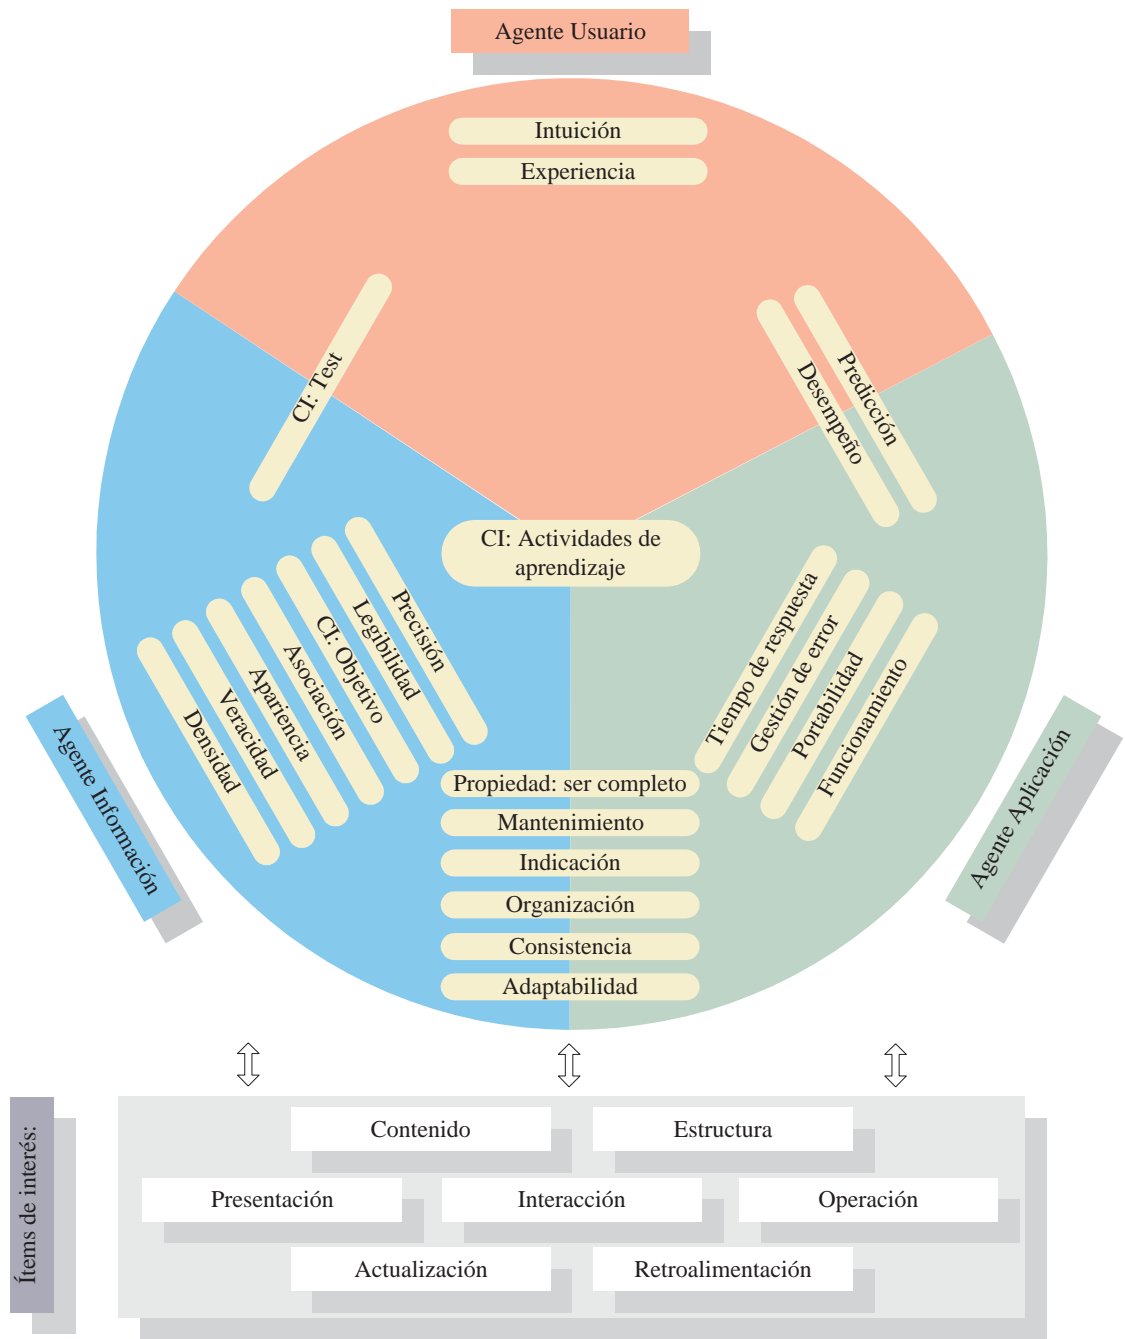 Agente Usuario
Intuición
Experiencia
CI: Test
Predicción
Desempeño
CI: Actividades de
aprendizaje
Precisión
Legibilidad
CI: Objetivo
Asociación
Apariencia
Veracidad
Densidad
Tiempo de respuesta
Gestión de error
Portabilidad
Funcionamiento
Agente Información
Agente Aplicación
Propiedad: ser completo
Mantenimiento
Indicación
Organización
Consistencia
Adaptabilidad
Ítems de interés:
Contenido
Estructura
Presentación
Interacción
Operación
Actualización
Retroalimentación